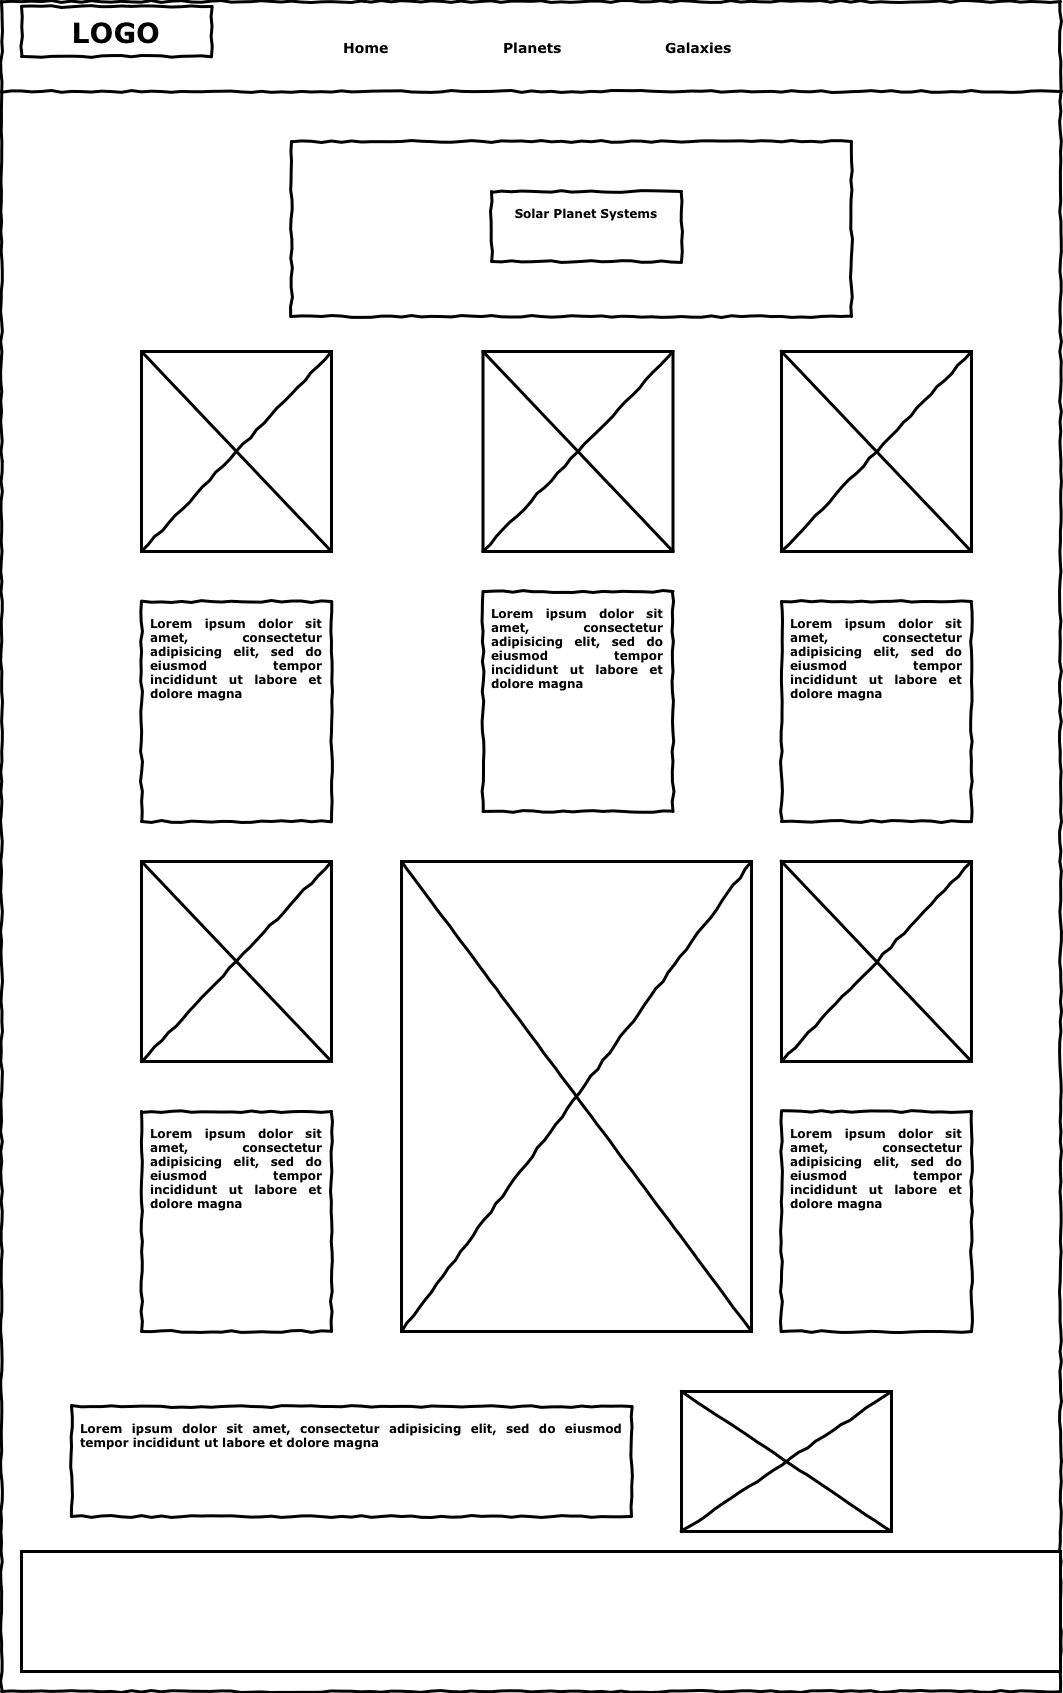 LOGO
Home
Planets
Galaxies
Solar Planet Systems
Lorem ipsum dolor sit
amet, consectetur
adipisicing elit, sed do
eiusmod tempor
incididunt ut labore et
dolore magna
Lorem ipsum dolor sit
amet, consectetur
adipisicing elit, sed do
eiusmod tempor
incididunt ut labore et
dolore magna
Lorem ipsum dolor sit
amet, consectetur
adipisicing elit, sed do
eiusmod tempor
incididunt ut labore et
dolore magna
Lorem ipsum dolor sit
amet, consectetur
adipisicing elit, sed do
eiusmod tempor
incididunt ut labore et
dolore magna
Lorem ipsum dolor sit
amet, consectetur
adipisicing elit, sed do
eiusmod tempor
incididunt ut labore et
dolore magna
Lorem ipsum dolor sit amet, consectetur adipisicing elit, sed do eiusmod
tempor incididunt ut labore et dolore magna